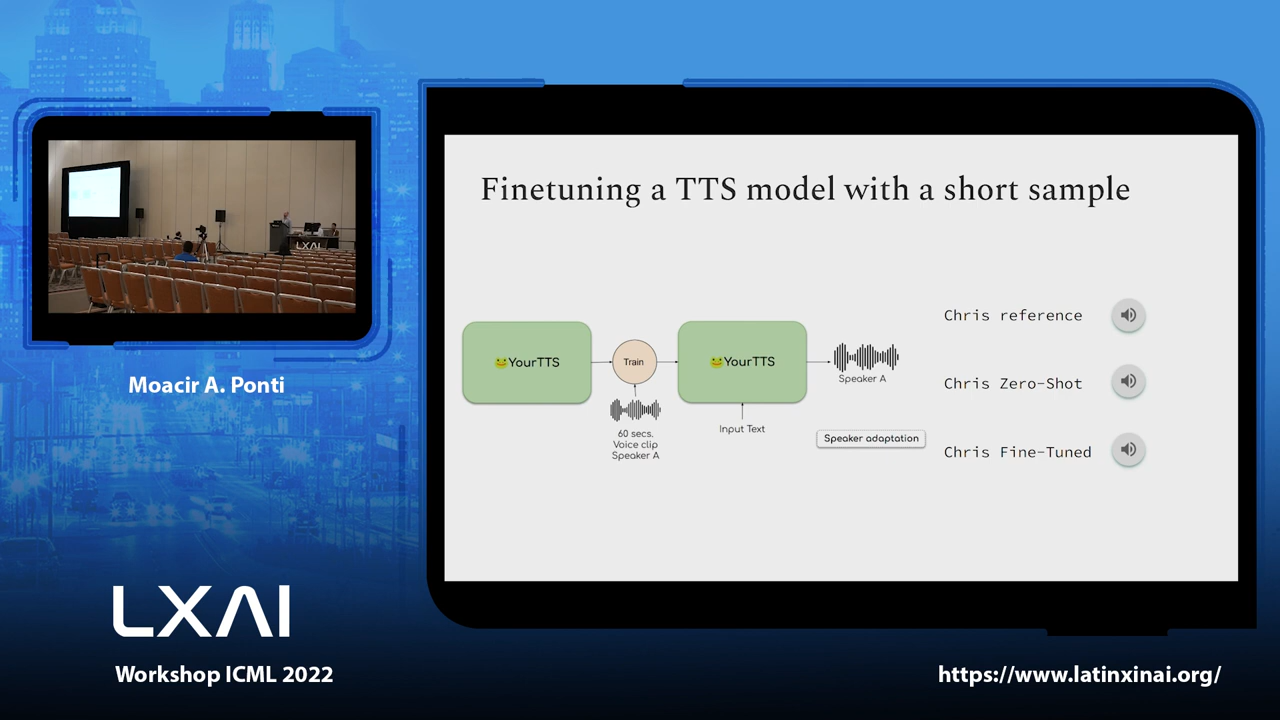 Finetuning a TTS model with a short sample
YourTTS
Train
YourTTS
60 secs.
Voice clip
Speaker A
Input Text
Speaker A
Speaker adaptation
Chris reference
Chris Zero-Shot
Chris Fine-Tuned
LXAI
Moacir A. Ponti
LXAI
Workshop ICML 2022
https://www.latinxinai.org/